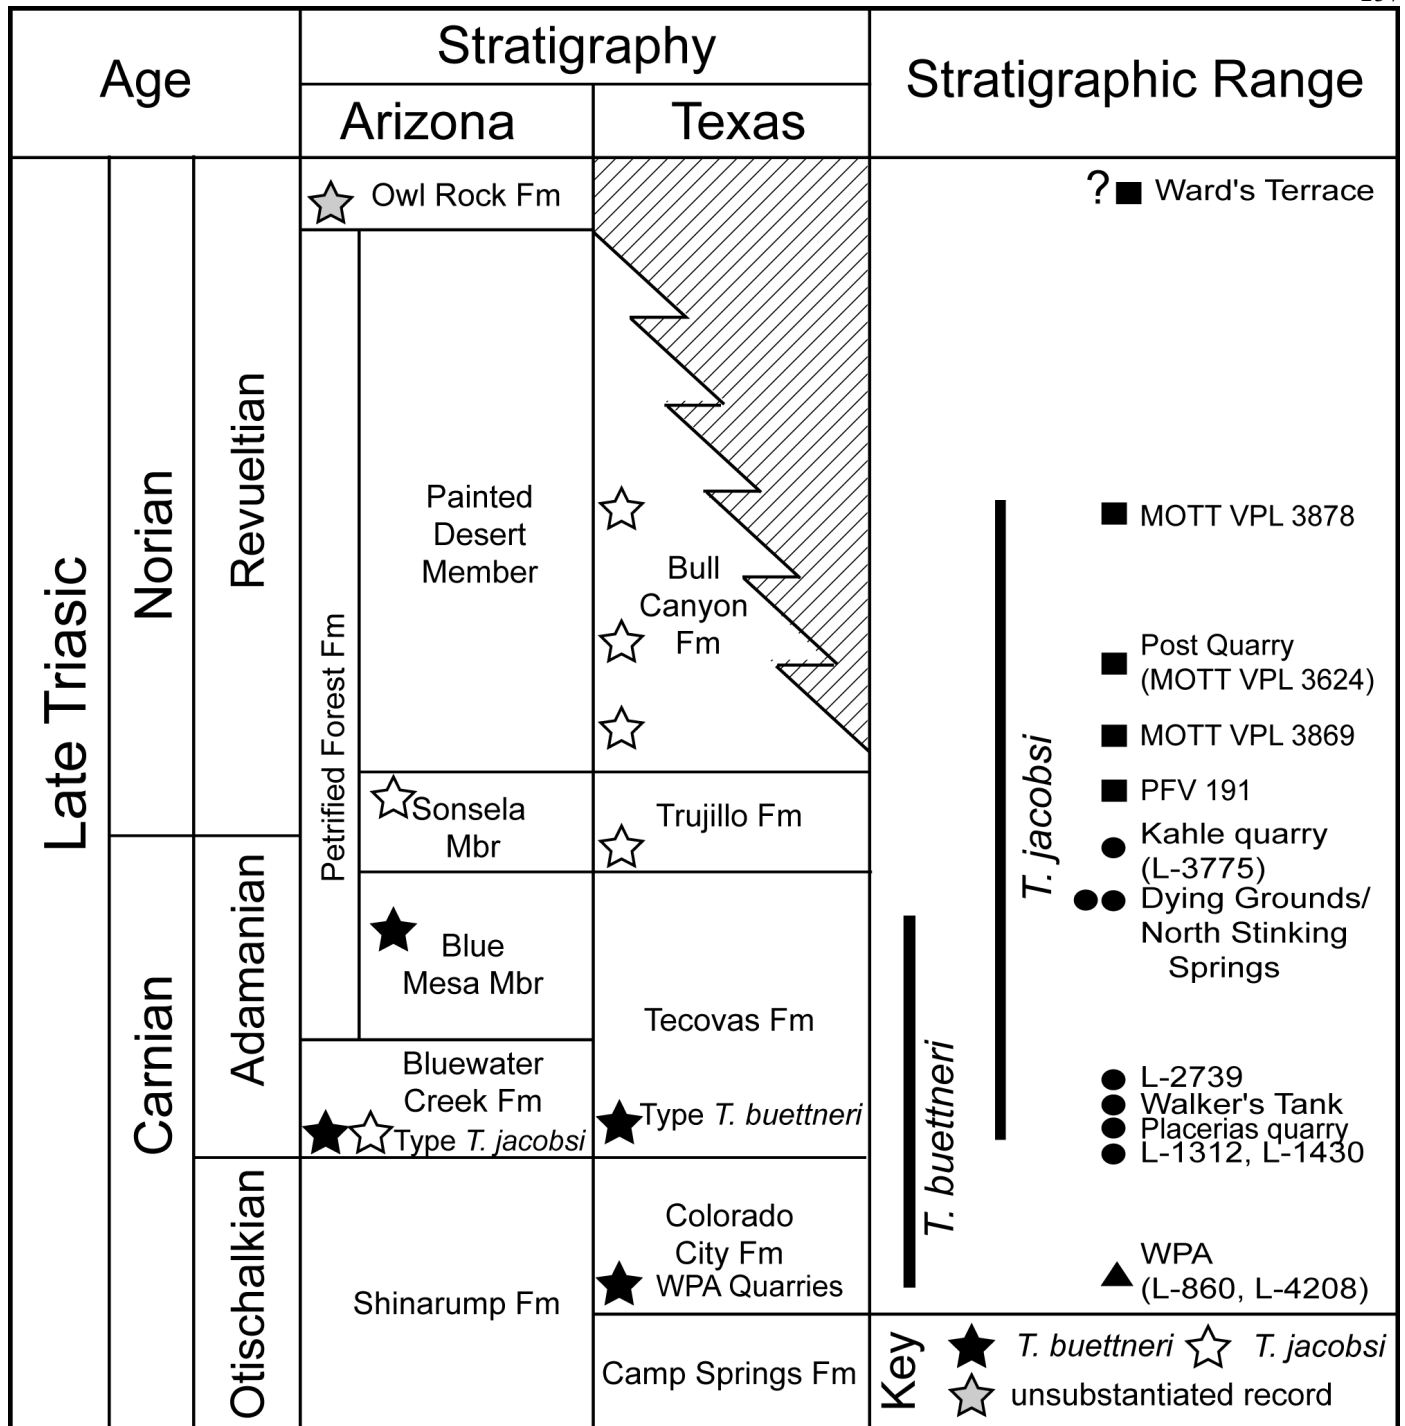 Age
Stratigraphy
Arizona
Texas
Stratigraphic Range
Late Triasic
Norian
Carnian
Revueltian
Adamanian
Otischalkian
Owl Rock Fm
Petrified Forest Fm
Painted
Desert
Member
Sonsela
Mbr
Blue
Mesa Mbr
Bluewater
Creek Fm
Type T. jacobsi
Shinarump Fm
Bull
Canyon
Fm
Trujillo Fm
Tecovas Fm
Type T. buettneri
Colorado
City Fm
WPA Quarries
Camp Springs Fm
T. buettneri
T. jacobsi
? Ward's Terrace
MOTT VPL 3878
Post Quarry
(MOTT VPL 3624)
MOTT VPL 3869
PFV 191
Kahle quarry
(L-3775)
Dying Grounds/
North Stinking
Springs
L-2739
Walker's Tank
Placerias quarry
L-1312, L-1430
WPA
(L-860, L-4208)
Key
T. buettneri T. jacobsi
unsubstantiated record